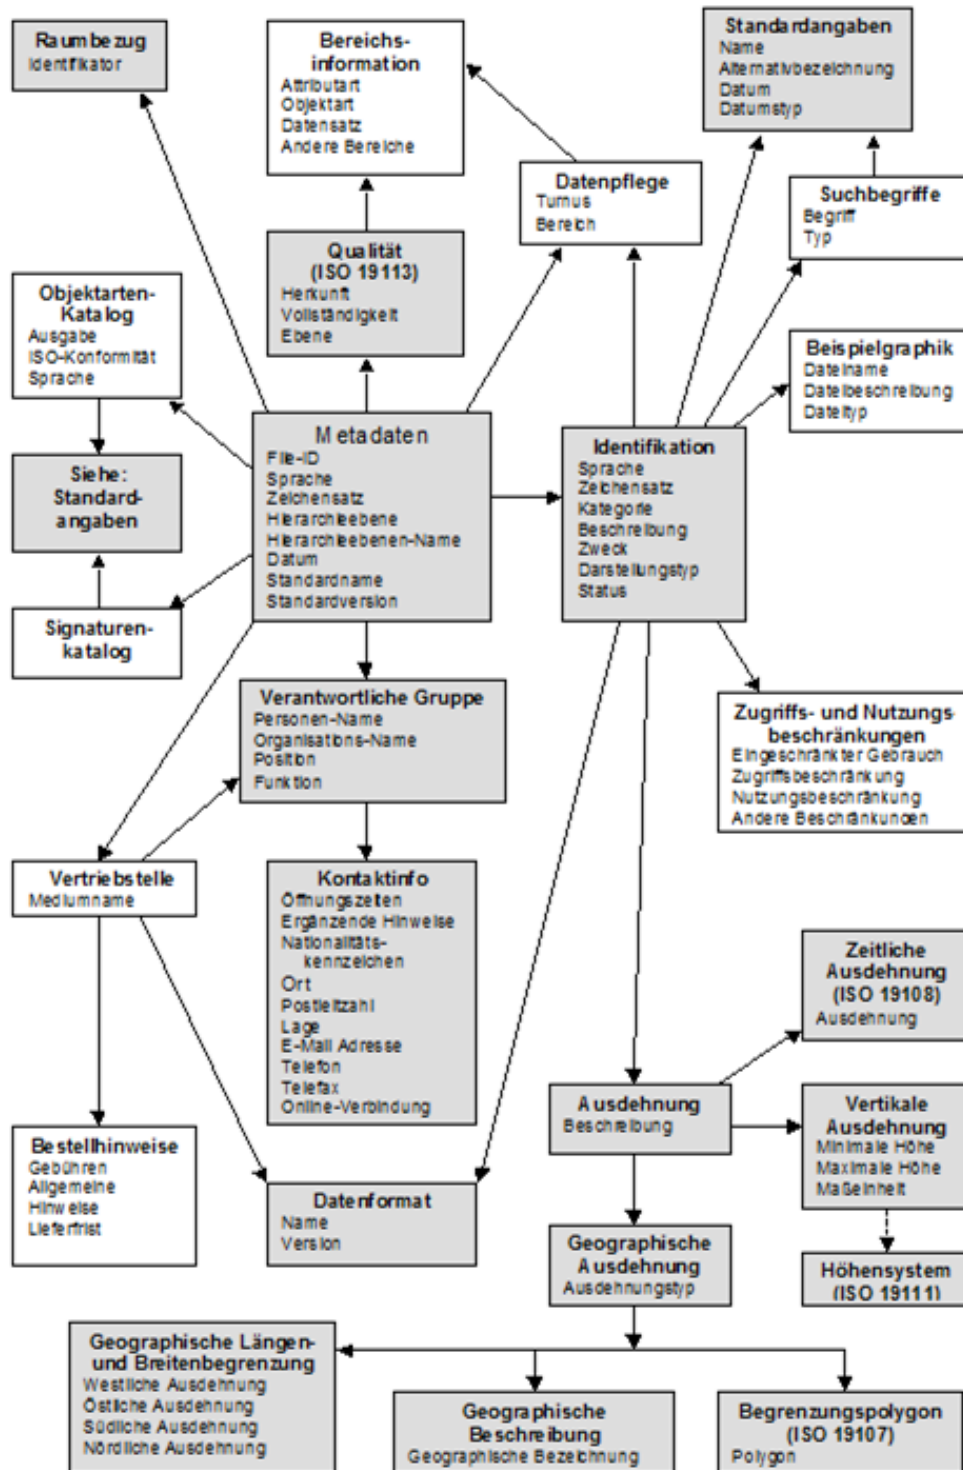 Raumbezug
Identifikator
Bereichs-
information
Attributart
Objektart
Datensatz
Andere Bereiche
Standardangaben
Name
Alternativbezeichnung
Datum
Datumstyp
Datenpflege
Turnus
Bereich
Suchbegriffe
Begriff
Typ
Qualität
(ISO 19113)
Herkunft
Vollständigkeit
Ebene
Objektarten-
Katalog
Ausgabe
ISO-Konformität
Sprache
Beispielgraphik
Dateiname
Dateibeschreibung
Dateityp
Metadaten
File-ID
Sprache
Zeichensatz
Hierarchieebene
Hierarchieebenen-Name
Datum
Standardname
Standardversion
Identifikation
Sprache
Zeichensatz
Kategorie
Beschreibung
Zweck
Darstellungstyp
Status
Siehe:
Standard-
angaben
Signaturen-
katalog
Verantwortliche Gruppe
Personen-Name
Organisations-Name
Position
Funktion
Zugriffs- und Nutzungs
beschränkungen
Eingeschränkter Gebrauch
Zugriffsbeschränkung
Nutzungsbeschränkung
Andere Beschränkungen
Vertriebstelle
Mediumname
Kontaktinfo
Öffnungszeiten
Ergänzende Hinweise
Nationalitäts-
kennzeichen
Ort
Postleitzahl
Lage
E-Mail Adresse
Telefon
Telefax
Online-Verbindung
Zeitliche
Ausdehnung
(ISO 19108)
Ausdehnung
Ausdehnung
Beschreibung
Vertikale
Ausdehnung
Minimale Höhe
Maximale Höhe
Maßeinheit
Bestellhinweise
Gebühren
Allgemeine
Hinweise
Lieferfrist
Datenformat
Name
Version
Geographische
Ausdehnung
Ausdehnungstyp
Höhensystem
(ISO 19111)
Geographische Längen-
und Breitenbegrenzung
Westliche Ausdehnung
Östliche Ausdehnung
Südliche Ausdehnung
Nördliche Ausdehnung
Geographische
Beschreibung
Geographische Bezeichnung
Begrenzungspolygon
(ISO 19107)
Polygon